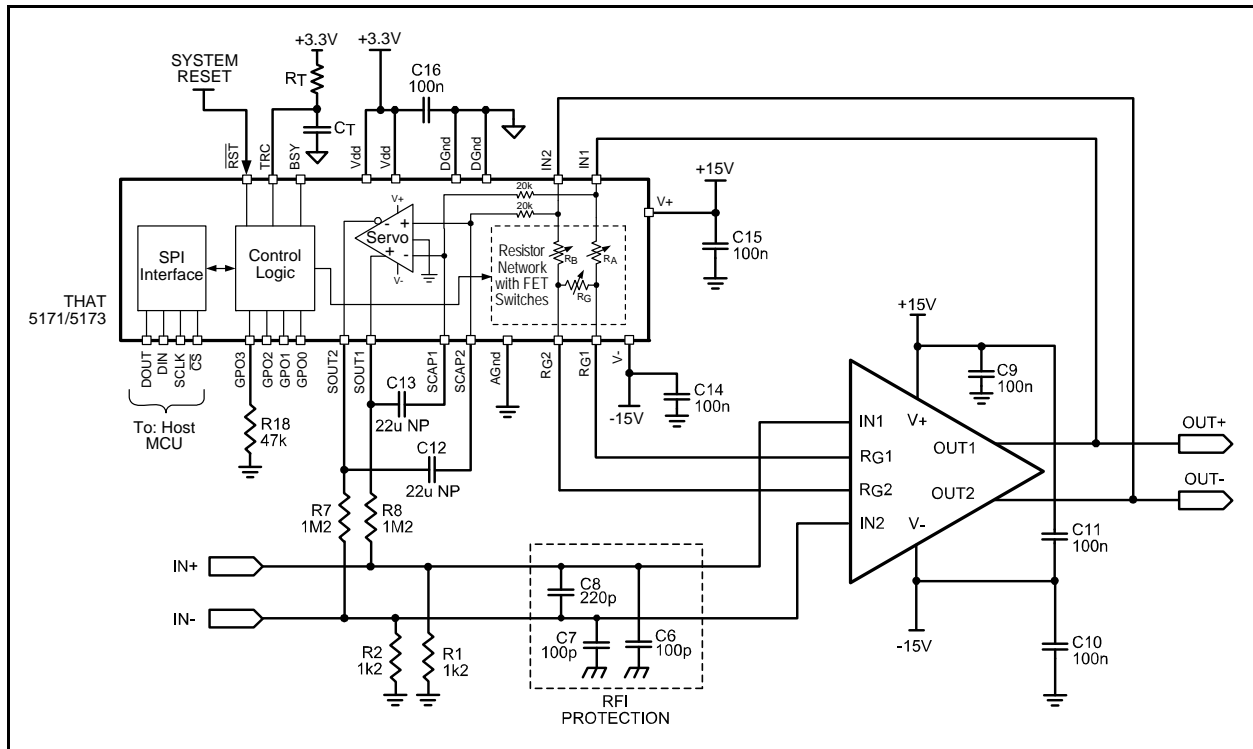 SYSTEM
RESET
+3.3V
RT
CT
+3.3V
C16
100n
RST
TRC
BSY
Vdd
Vdd
DGnd
DGnd
IN2
IN1
20k
20k
V+
+15V
C15
100n
SPI
Interface
Control
Logic
V+
-
+
Servo
+
-
V-
Resistor
Network
with FET
Switches
RB
RA
RG
THAT
5171/5173
DOUT
DIN
SCLK
CS
GPO3
GPO2
GPO1
GPO0
SOUT2
SOUT1
SCAP1
SCAP2
AGnd
RG2
RG1
V-
To: Host
MCU
R18
47k
C13
22u NP
C12
22u NP
C14
100n
-15V
R7
1M2
R8
1M2
+15V
C9
100n
IN1
RG1
RG2
IN2
V+
OUT1
OUT2
V-
OUT+
OUT-
C11
100n
-15V
C10
100n
IN+
IN-
R2
1k2
R1
1k2
C8
220p
C7
100p
C6
100p
RFI
PROTECTION